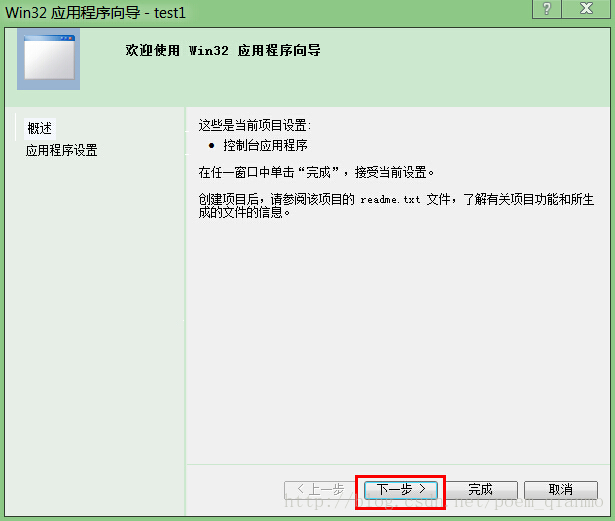 Win32 应用程序向导 - test1
?
欢迎使用 Win32 应用程序向导
概述
应用程序设置
这些是当前项目设置:
• 控制台应用程序
在任一窗口中单击“完成”，接受当前设置。
创建项目后，请参阅该项目的 readme.txt 文件，了解有关项目功能和所生
成的文件的信息。
< 上一步
下一步 >
完成
取消
http://blog.csdn.net/poem_qianmo